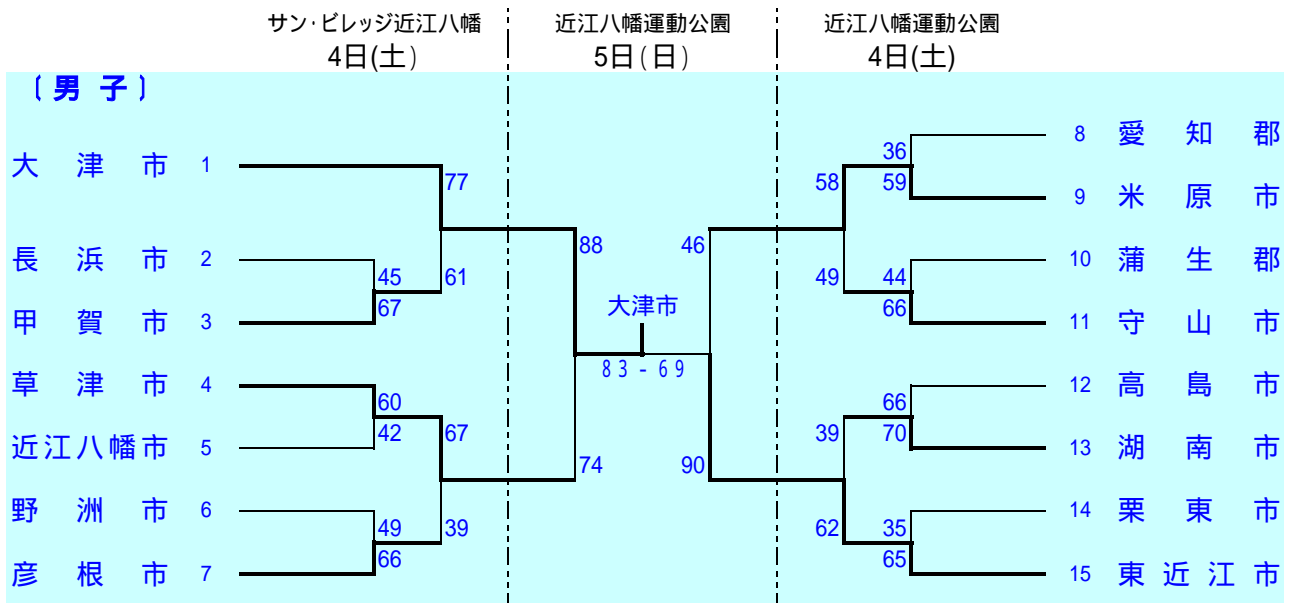 サン・ビレッジ近江八幡 近江八幡運動公園 近江八幡運動公園
4日(土) 5日(日) 4日(土)
〔男子〕
大津市 1
長浜市 2
甲賀市 3
草津市 4
近江八幡市 5
野洲市 6
彦根市 7
77
45
67
61
60
42
67
49
66
39
88
74
大津市
83-69
46
90
58
49
39
62
36
59
44
66
66
70
35
65
8 愛知郡
9 米原市
10 蒲生郡
11 守山市
12 高島市
13 湖南市
14 栗東市
15 東近江市